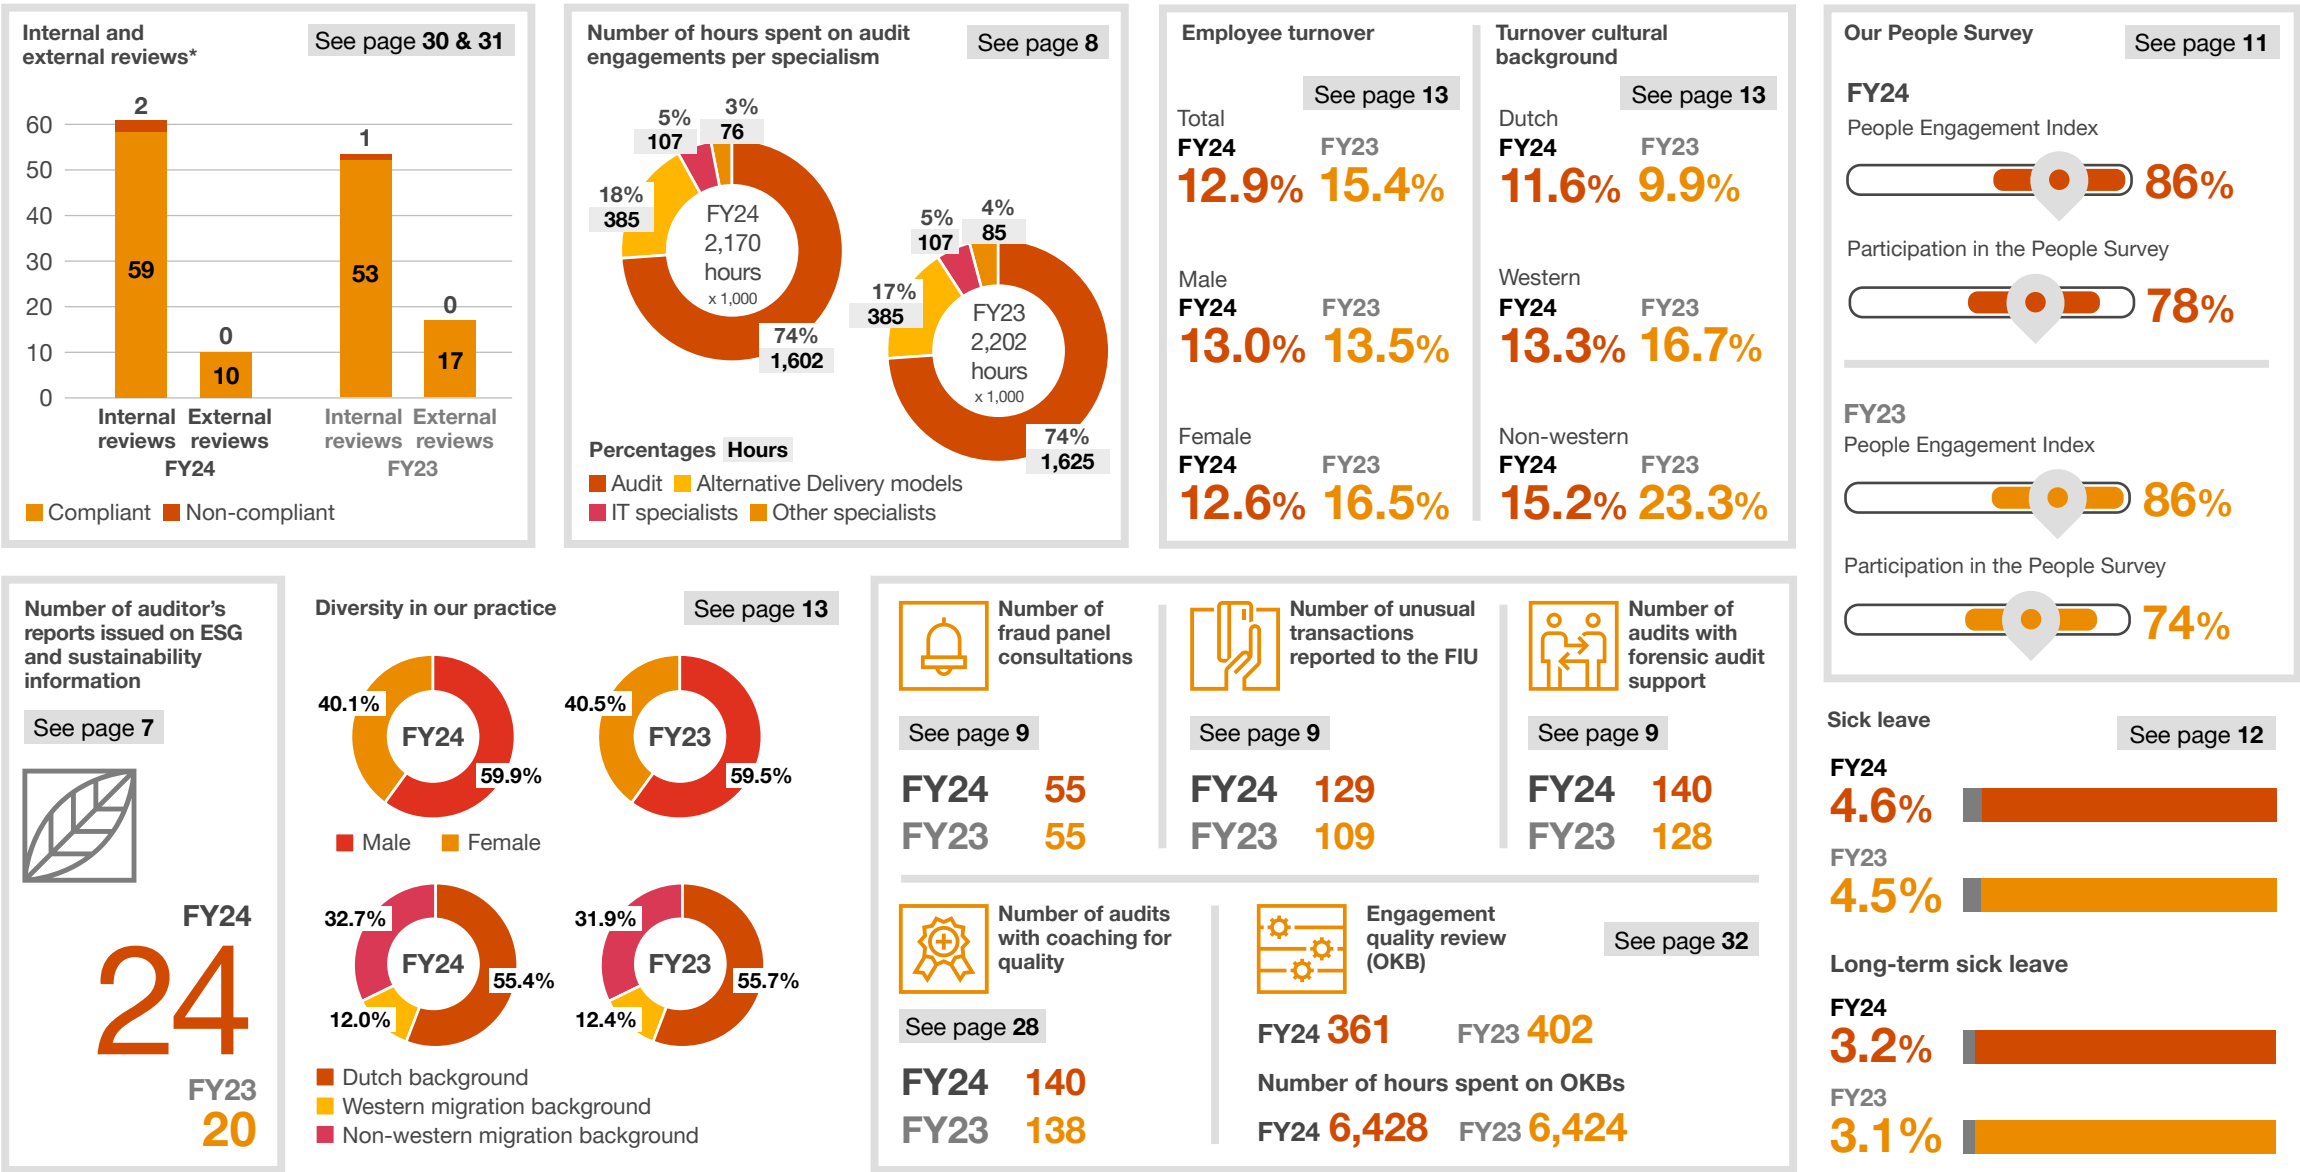 Internal and
external reviews*
See page 30 & 31
2
1
60
50
40
30
20
10
0
59
53
0
0
10
17
Internal External
reviews reviews
FY24
Internal External
reviews reviews
FY23
Compliant Non-compliant
Number of hours spent on audit
engagements per specialism
See page 8
5%
107
3%
76
18%
385
FY24
2,170
hours
x 1,000
74%
1,602
5%
107
4%
85
17%
385
FY23
2,202
hours
x 1,000
74%
1,625
Percentages Hours
Audit Alternative Delivery models
IT specialists Other specialists
Employee turnover
See page 13
Total
FY24 FY23
12.9% 15.4%
Male
FY24 FY23
13.0% 13.5%
Female
FY24 FY23
12.6% 16.5%
Turnover cultural
background
See page 13
Dutch
FY24 FY23
11.6% 9.9%
Western
FY24 FY23
13.3% 16.7%
Non-western
FY24 FY23
15.2% 23.3%
Our People Survey
See page 11
FY24
People Engagement Index
86%
Participation in the People Survey
78%
FY23
People Engagement Index
86%
Participation in the People Survey
74%
Number of auditor’s
reports issued on ESG
and sustainability
information
See page 7
FY24
24
FY23
20
Diversity in our practice
See page 13
40.1%
FY24
59.9%
40.5%
FY23
59.5%
Male Female
32.7%
FY24
55.4%
12.0%
31.9%
FY23
55.7%
12.4%
Dutch background
Western migration background
Non-western migration background
Number of
fraud panel
consultations
See page 9
FY24 55
FY23 55
Number of unusual
transactions
reported to the FIU
See page 9
FY24 129
FY23 109
Number of
audits with
forensic audit
support
See page 9
FY24 140
FY23 128
Number of audits
with coaching for
quality
See page 28
FY24 140
FY23 138
Engagement
quality review
(OKB)
See page 32
FY24 361 FY23 402
Number of hours spent on OKBs
FY24 6,428 FY23 6,424
Sick leave
See page 12
FY24
4.6%
FY23
4.5%
Long-term sick leave
FY24
3.2%
FY23
3.1%